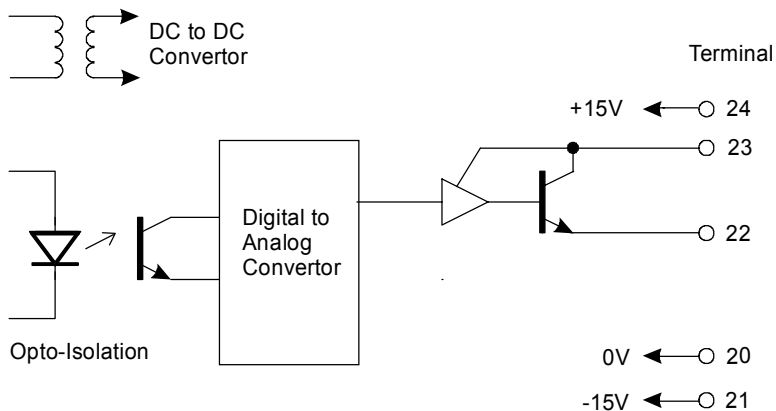 DC to DC
Convertor
Terminal
+15V
24
23
Digital to
Analog
Convertor
22
Opto-Isolation
0V
20
-15V
21